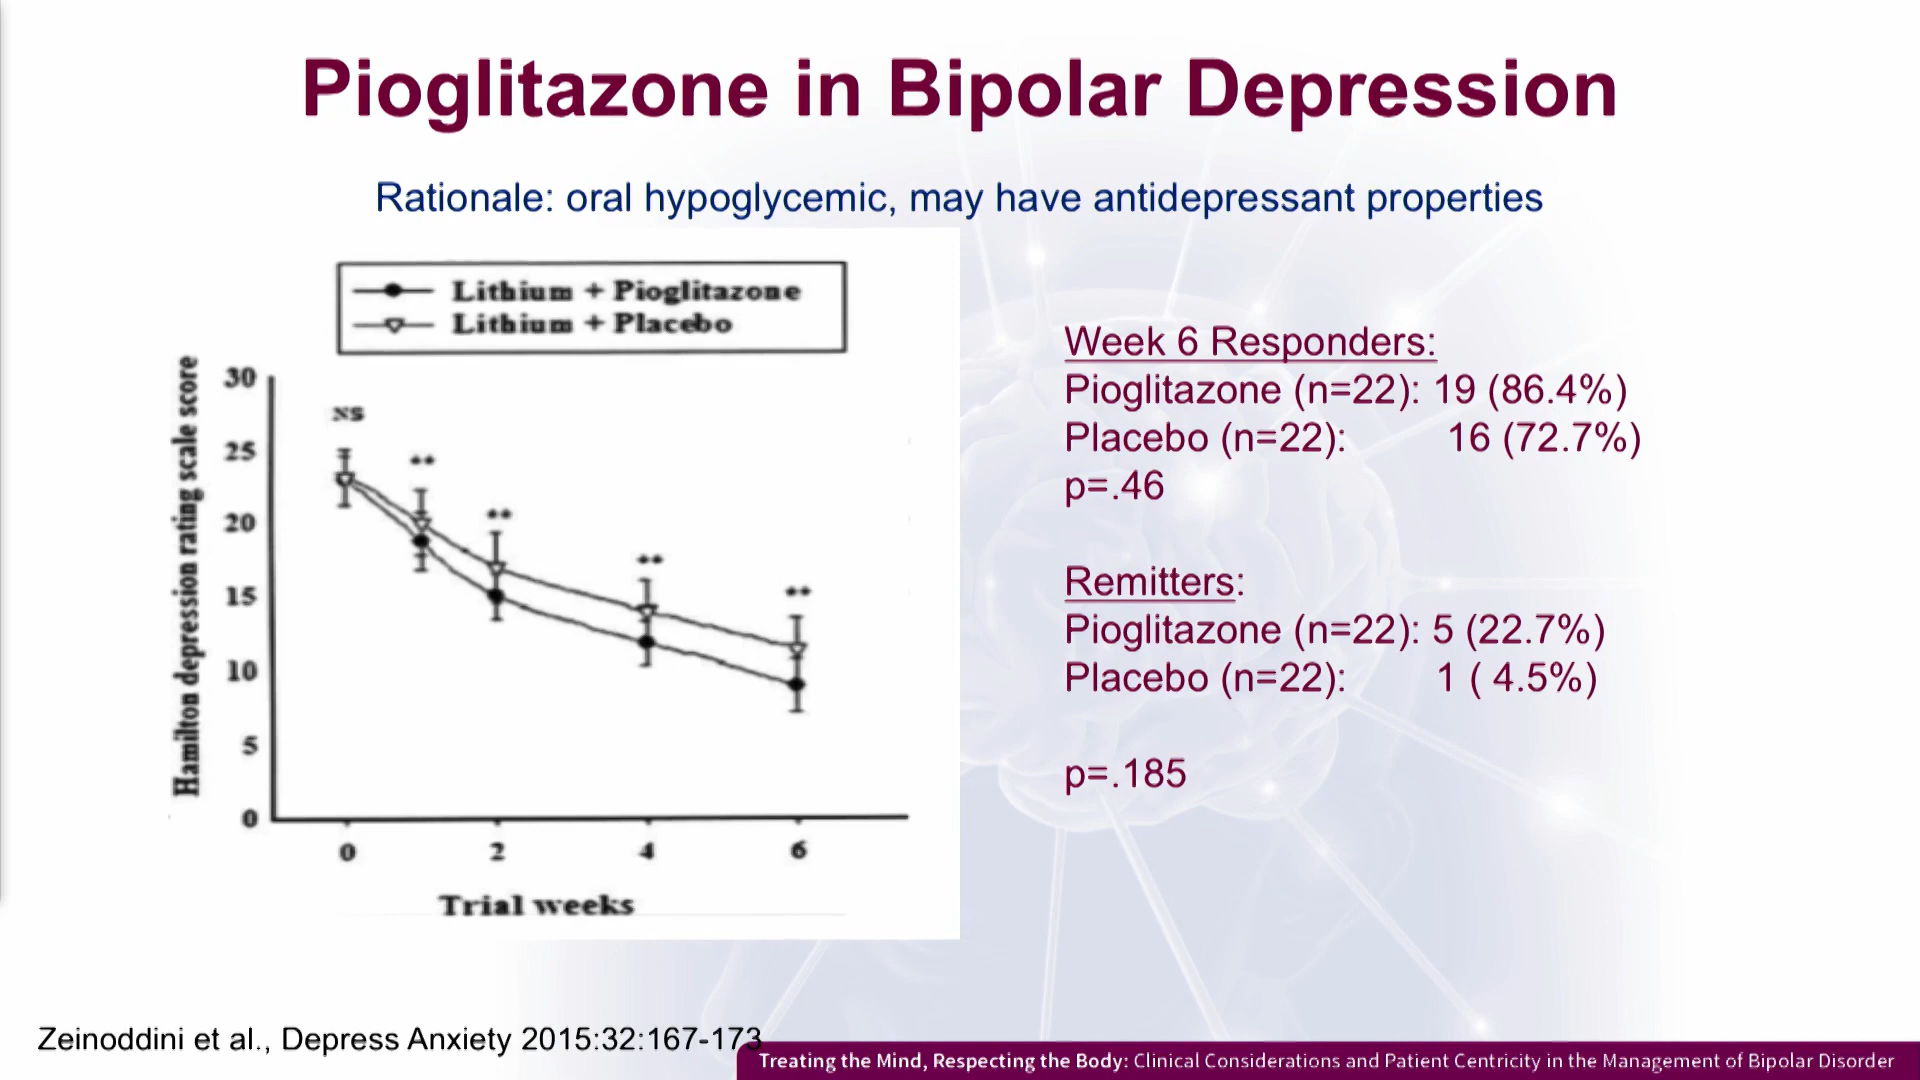 Pioglitazone in Bipolar Depression
Rationale: oral hypoglycemic, may have antidepressant properties
Lithium + Pioglitazone
Lithium + Placebo
Hamilton depression rating scale score
30
25
20
15
10
5
0
NS
**
**
**
**
0
2
4
6
Trial weeks
Week 6 Responders:
Pioglitazone (n=22): 19 (86.4%)
Placebo (n=22): 16 (72.7%)
p=.46
Remitters:
Pioglitazone (n=22): 5 (22.7%)
Placebo (n=22): 1 ( 4.5%)
p=.185
Zeinoddini et al., Depress Anxiety 2015:32:167-173
Treating the Mind, Respecting the Body: Clinical Considerations and Patient Centricity in the Management of Bipolar Disorder